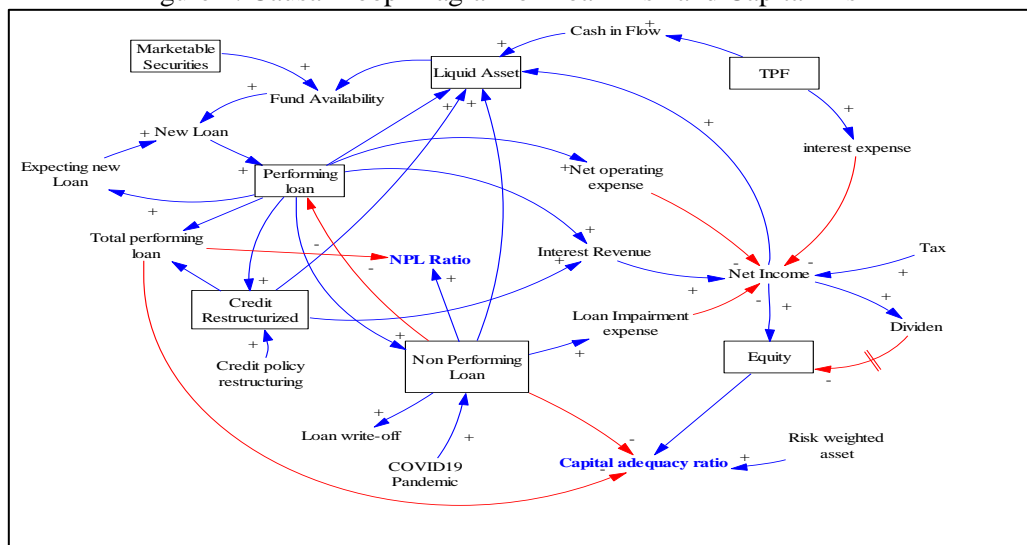 Marketable
Securities
Cash in Flow
Liquid Asset
TPF
Fund Availability
New Loan
Expecting new
Loan
Performing
loan
Net operating
expense
interest expense
Total performing
loan
NPL Ratio
Interest Revenue
Net Income
Tax
Credit
Restructurized
Loan Impairment
expense
Dividen
Credit policy
restructuring
Non Performing
Loan
Equity
Loan write-off
COVID19
Pandemic
Capital adequacy ratio
Risk weighted
asset